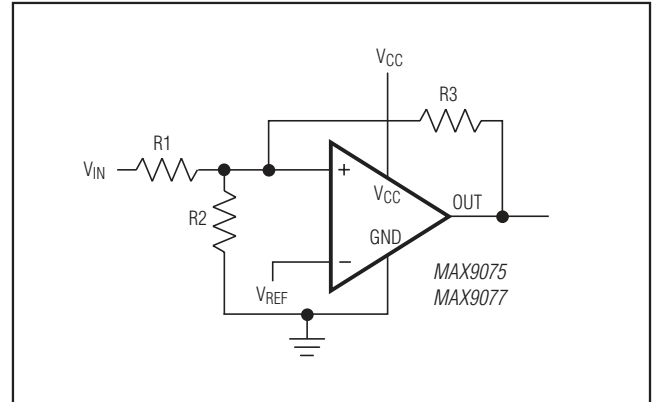 VCC
R3
R1
VIN
+
VCC
OUT
R2
GND
−
VREF
MAX9075
MAX9077